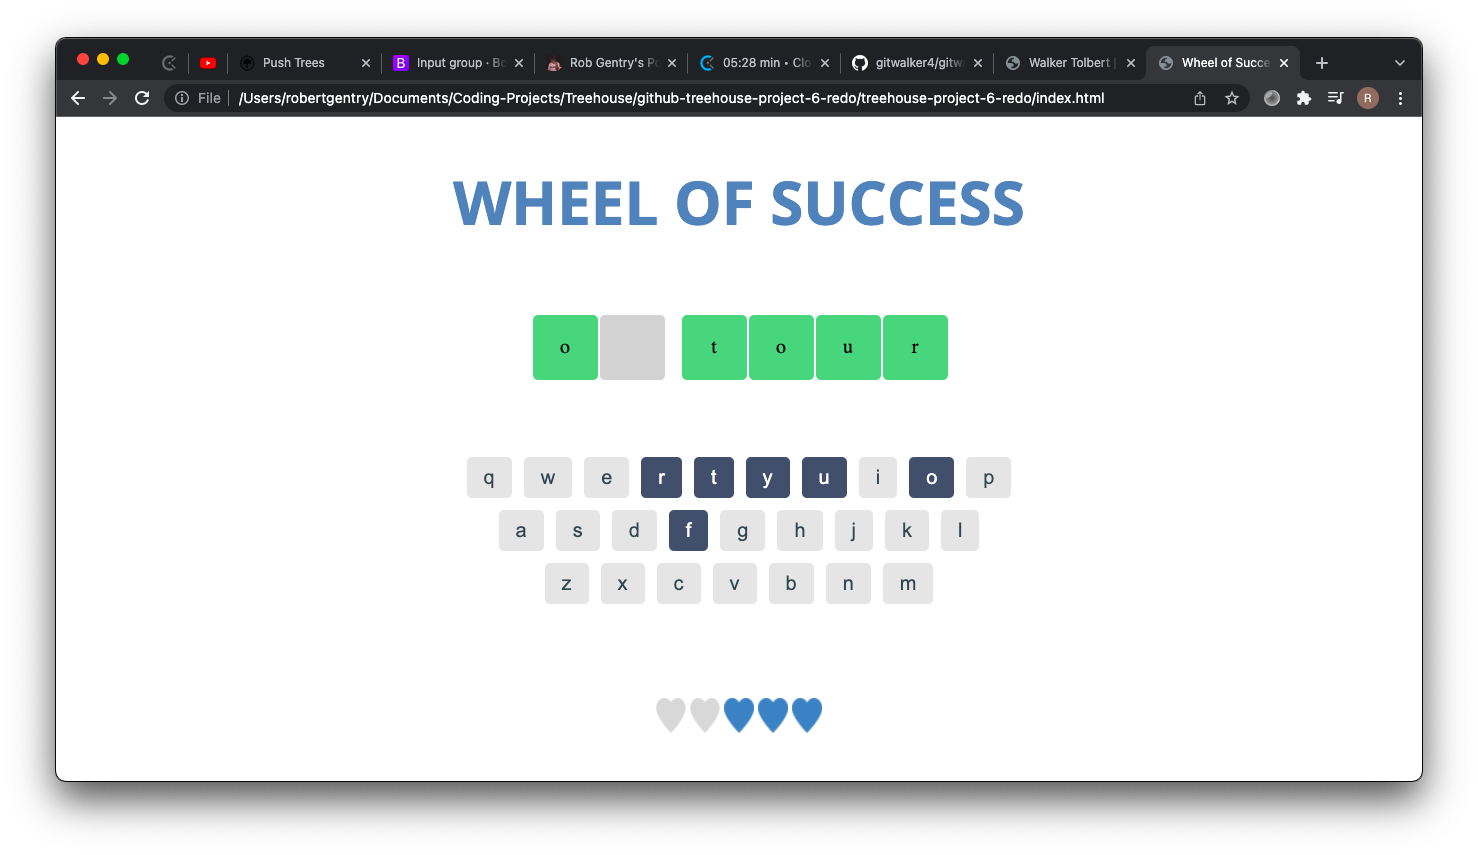 Push Trees
B Input group · Bo
Rob Gentry's Po
05:28 min • Clo
gitwalker4/gitwa
Walker Tolbert |
Wheel of Succe
File | /Users/robertgentry/Documents/Coding-Projects/Treehouse/github-treehouse-project-6-redo/treehouse-project-6-redo/index.html
R
WHEEL OF SUCCESS
o t o u r
q w e r t y u i o p
a s d f g h j k l
z x c v b n m